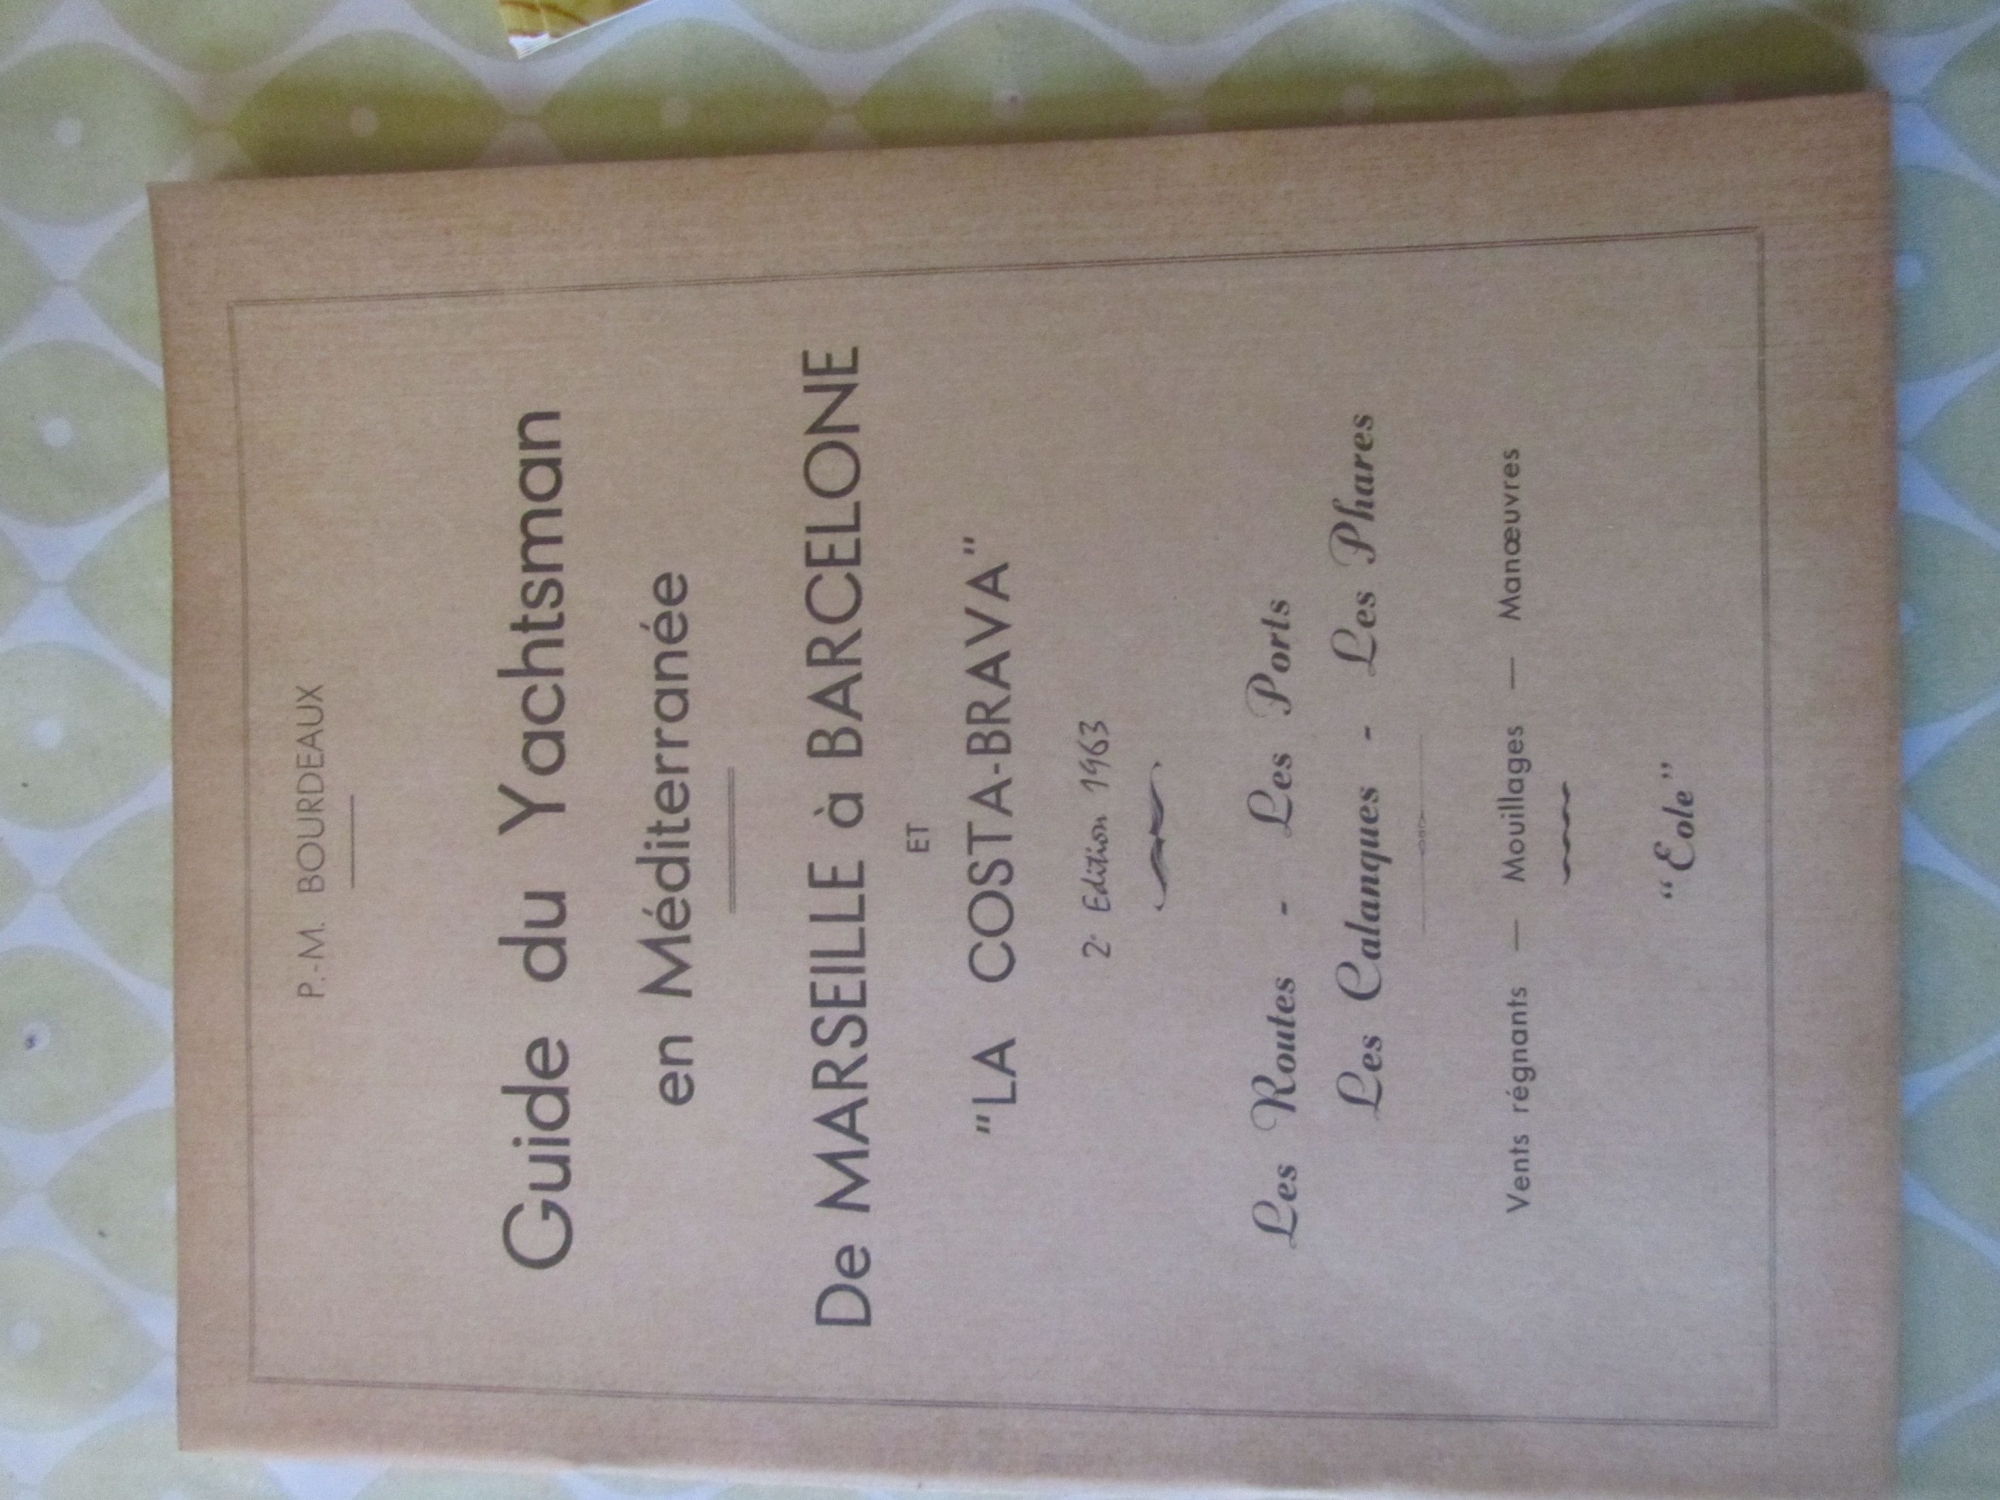 P.-M. BOURDEAUX
Guide du Yachtsman
en Méditerranée
De MARSEILLE à BARCELONE
ET
"LA COSTA-BRAVA"
2e Edition 1963
Les Routes - Les Ports
Les Calanques - Les Phares
Vents régnants — Mouillages — Manœuvres
“Eole”